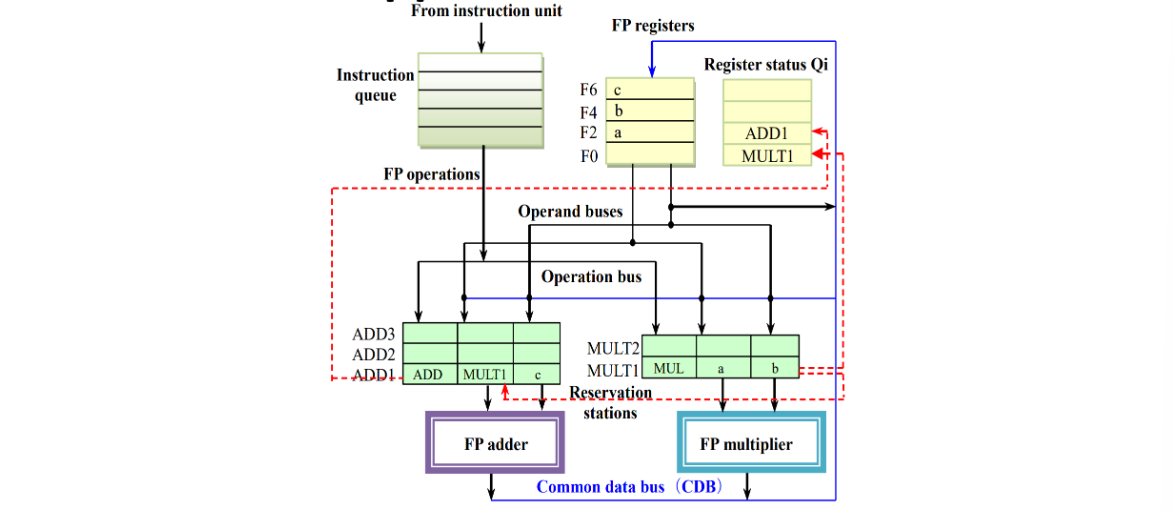 From instruction unit
FP registers
Instruction
queue
Register status Qi
F6 c
F4 b
F2 a
F0
ADD1
MULT1
FP operations
Operand buses
Operation bus
ADD3
ADD2
ADD1 ADD MULT1 c
MULT2
MULT1 MUL a b
Reservation
stations
FP adder
FP multiplier
Common data bus（CDB）